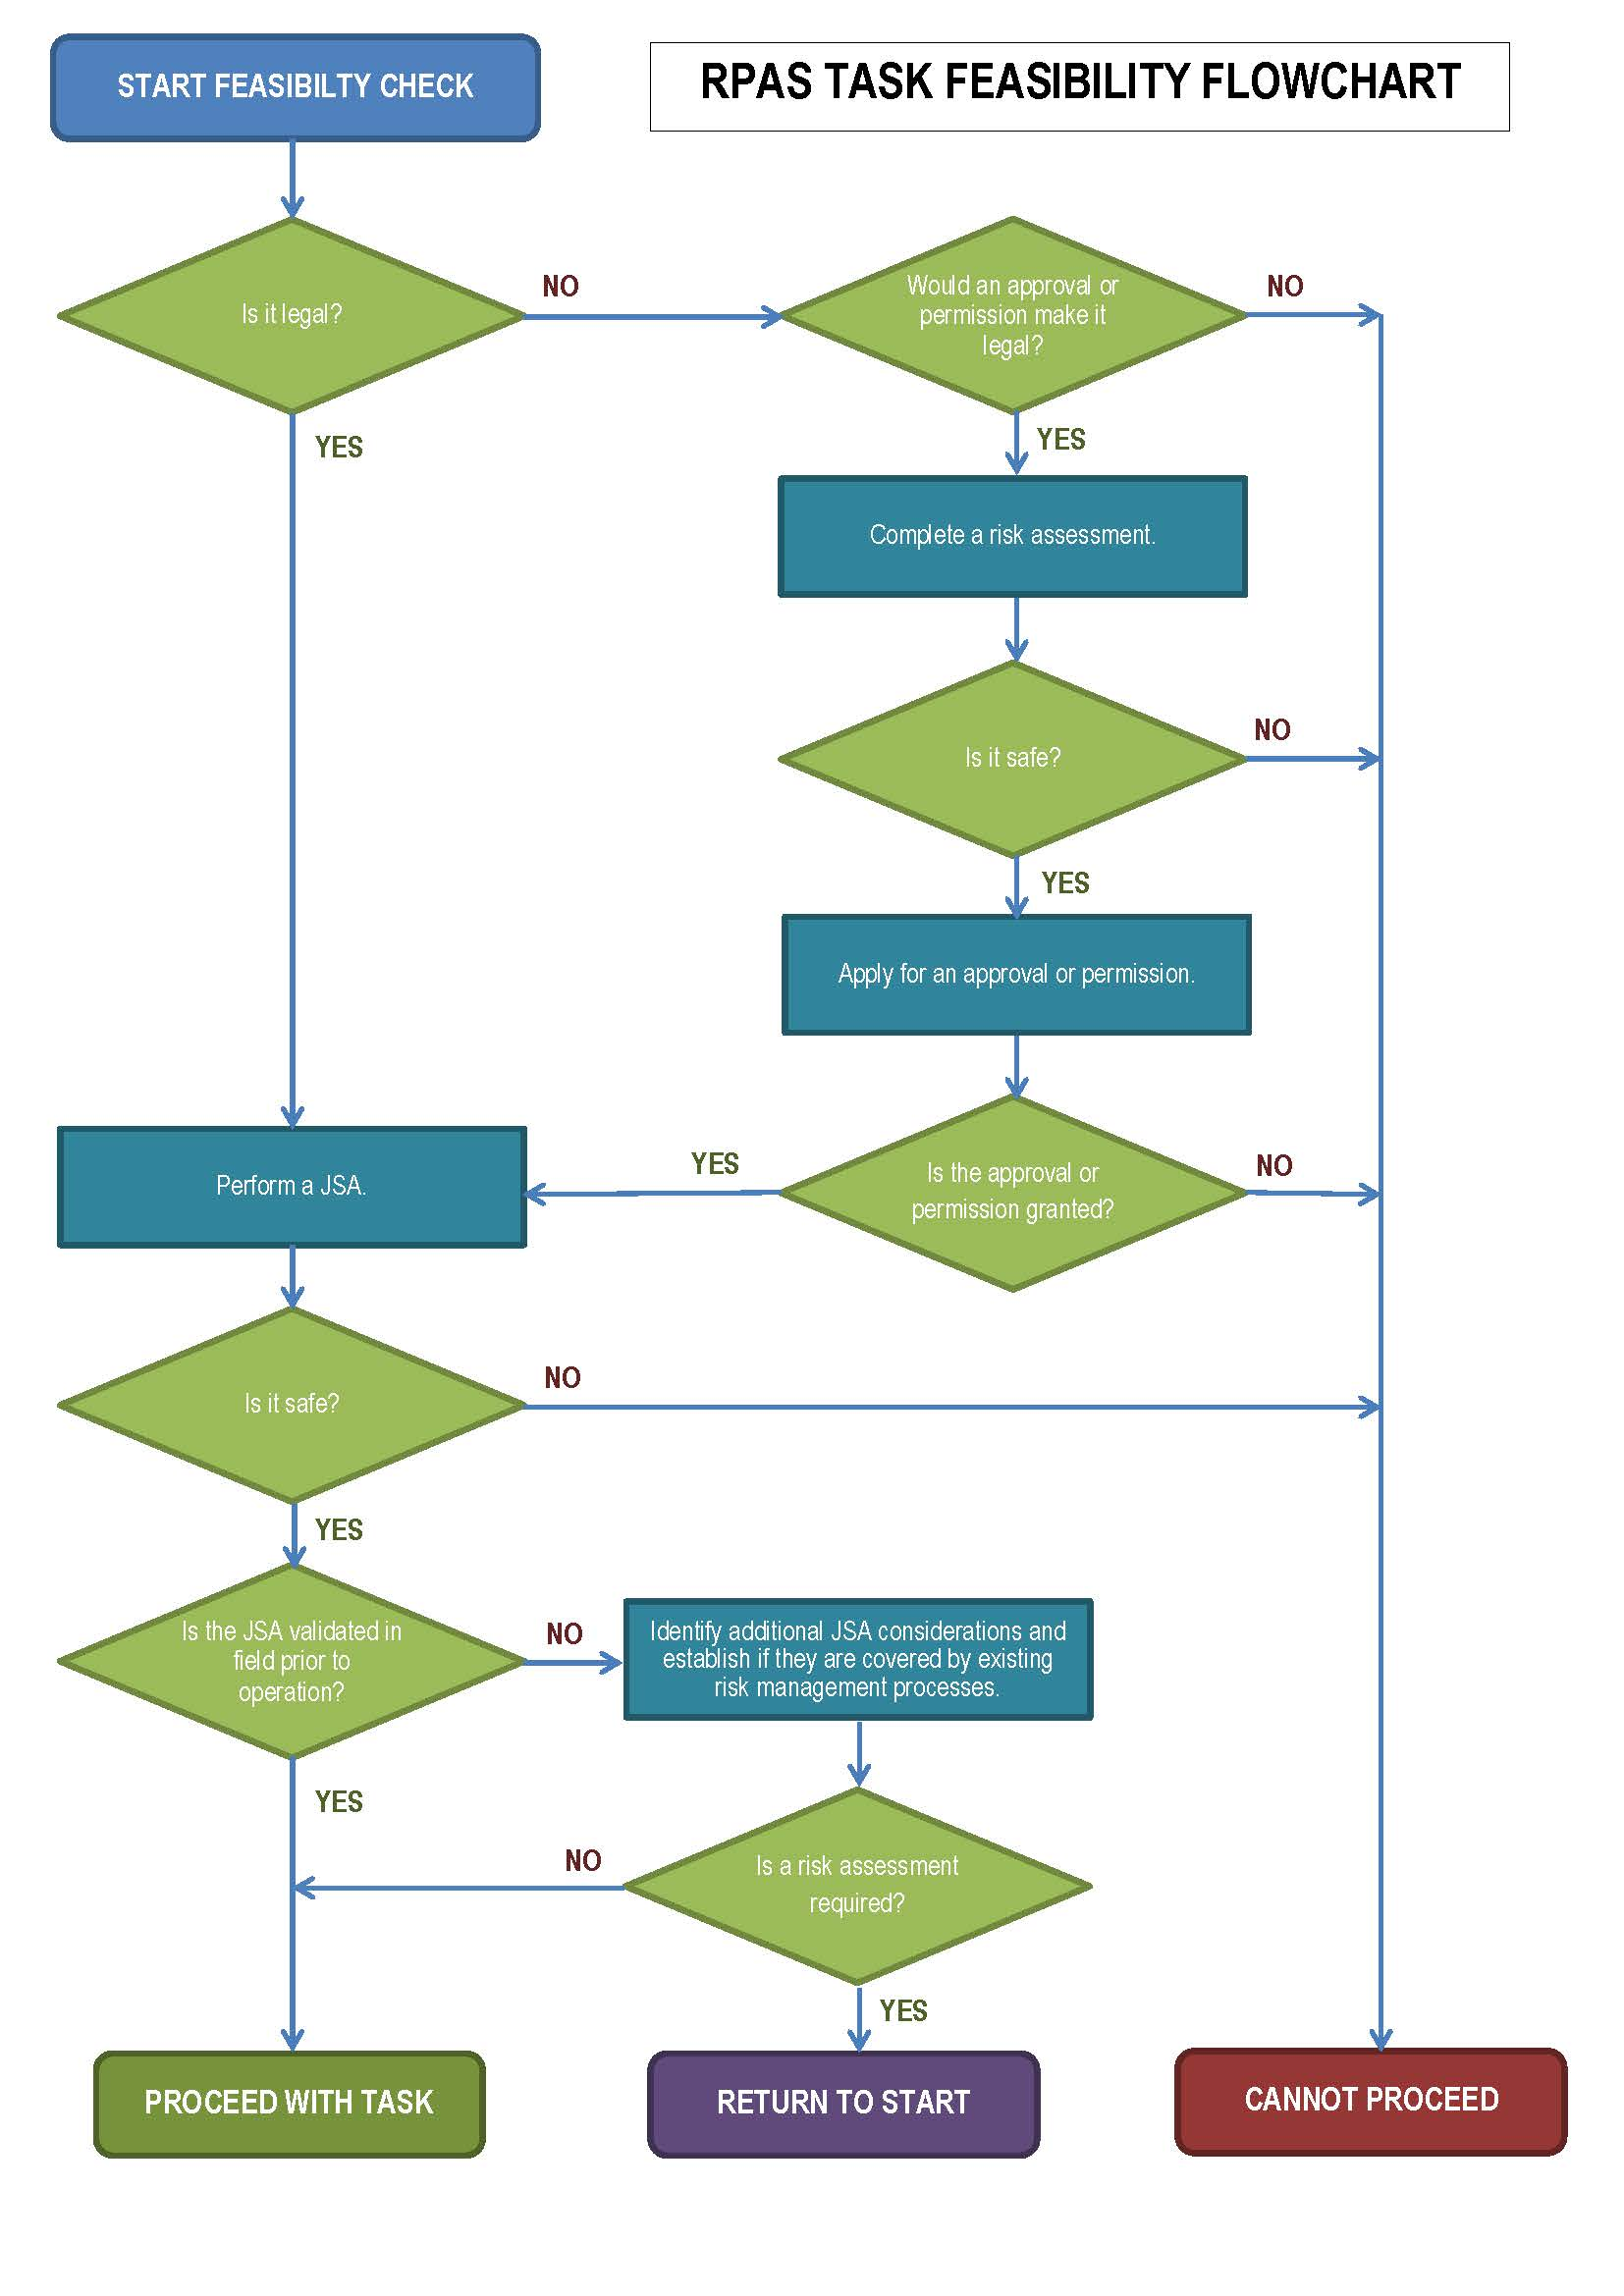 START FEASIBILTY CHECK
RPAS TASK FEASIBILITY FLOWCHART
Is it legal?
NO
Would an approval or
permission make it
legal?
NO
YES
YES
Complete a risk assessment.
Is it safe?
NO
YES
Apply for an approval or permission.
Perform a JSA.
YES
Is the approval or
permission granted?
NO
Is it safe?
NO
YES
Is the JSA validated in
field prior to
operation?
NO
Identify additional JSA considerations and
establish if they are covered by existing
risk management processes.
YES
NO
Is a risk assessment
required?
YES
PROCEED WITH TASK
RETURN TO START
CANNOT PROCEED